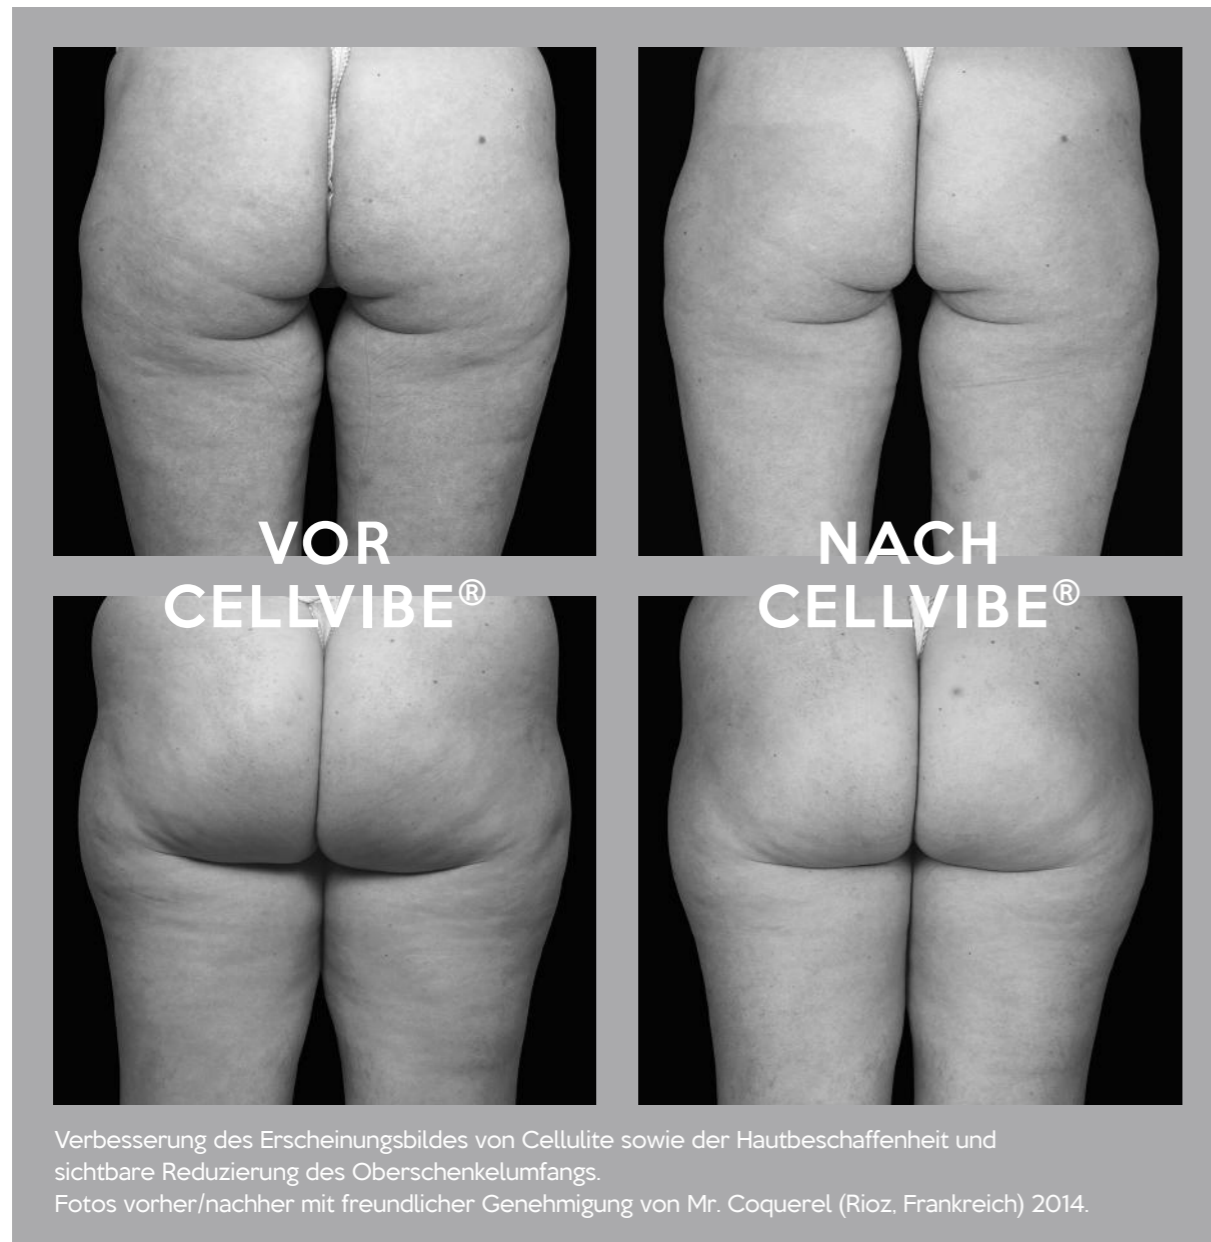 VOR
CELLVIBE®
NACH
CELLVIBE®
Verbesserung des Erscheinungsbildes von Cellulite sowie der Hautbeschaffenheit und
sichtbare Reduzierung des Oberschenkelumfangs.
Fotos vorher/nachher mit freundlicher Genehmigung von Mr. Coquerel (Rioz, Frankreich) 2014.